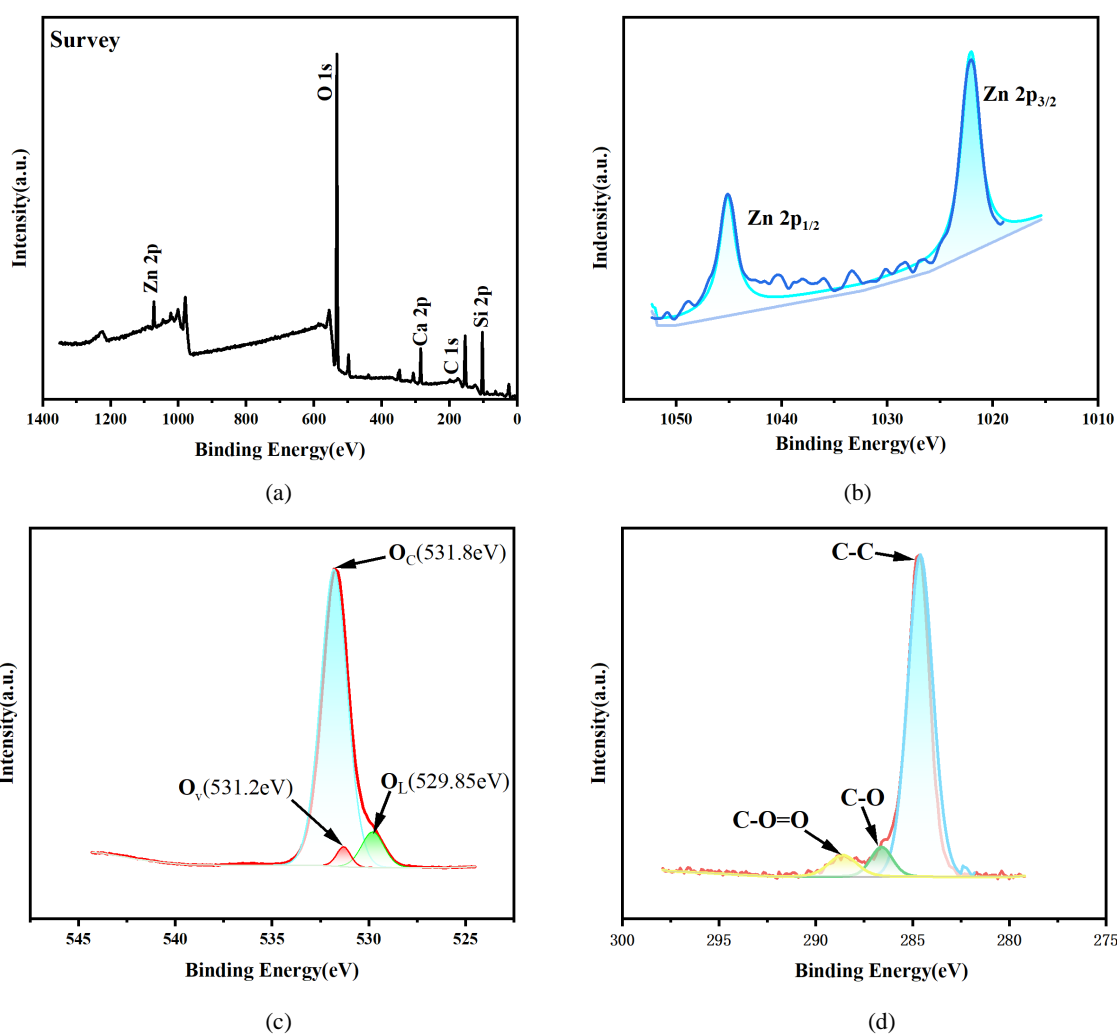 Survey
O 1s
Zn 2p
Ca 2p
C 1s
Si 2p
Intensity(a.u.)
1400 1200 1000 800 600 400 200 0
Binding Energy(eV)
(a)
Zn 2p3/2
Zn 2p1/2
Indensity(a.u.)
1050 1040 1030 1020 1010
Binding Energy(eV)
(b)
OC(531.8eV)
Ov(531.2eV)
OL(529.85eV)
Intensity(a.u.)
545 540 535 530 525
Binding Energy(eV)
(c)
C-C
C-O
C-O=O
Intensity(a.u.)
300 295 290 285 280 275
Binding Energy(eV)
(d)